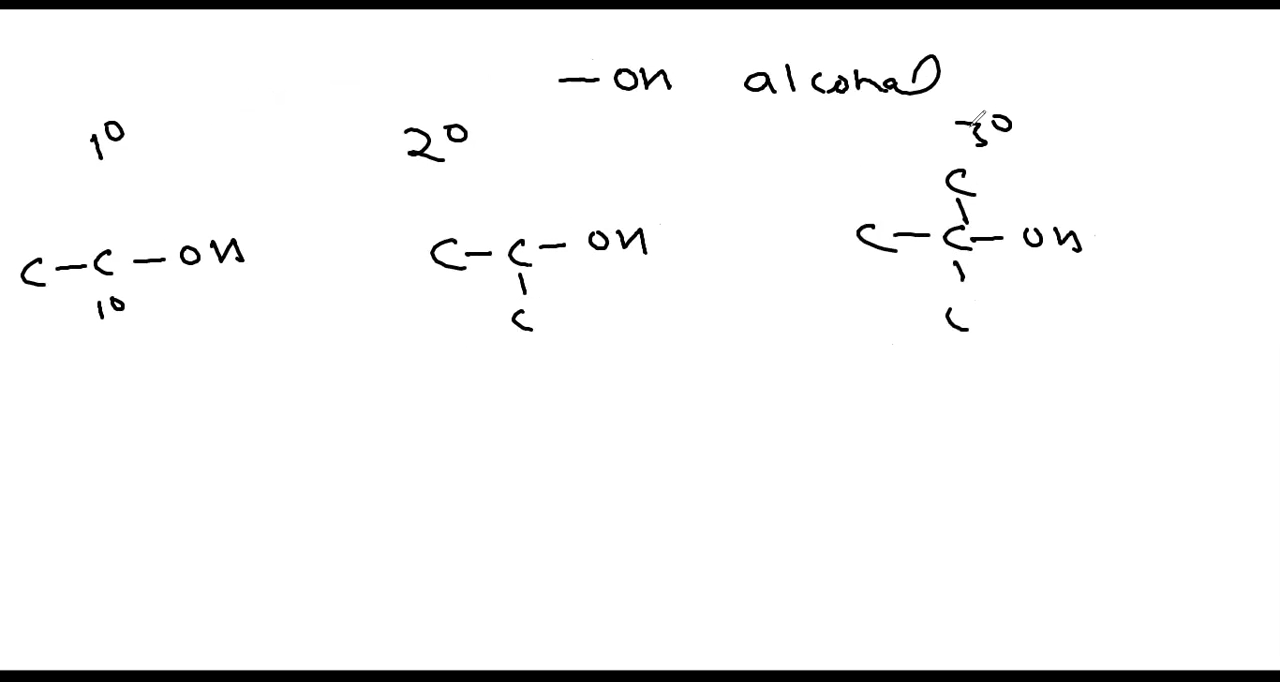 —OH alcohol
1° 2° 3°
C
C—C—OH C—C—OH C—C—OH
1° C C